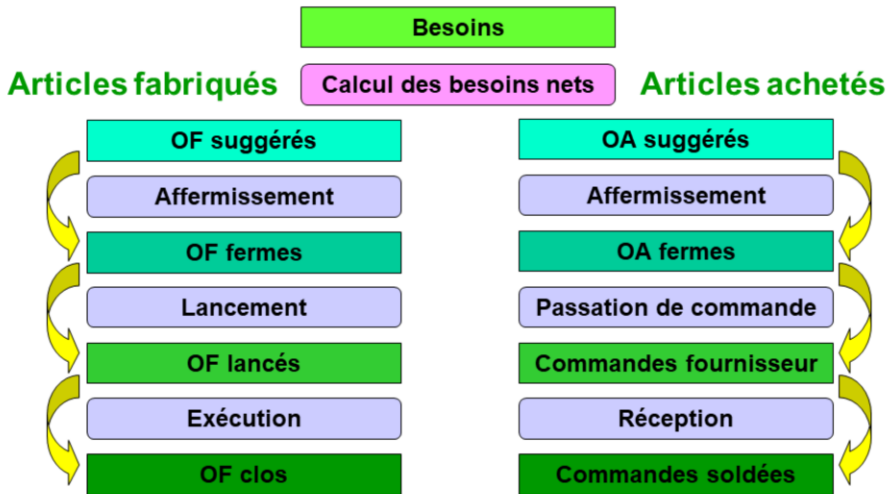 Besoins
Articles fabriqués
Calcul des besoins nets
Articles achetés
OF suggérés
OA suggérés
Affermissement
Affermissement
OF fermes
OA fermes
Lancement
Passation de commande
OF lancés
Commandes fournisseur
Exécution
Réception
OF clos
Commandes soldées